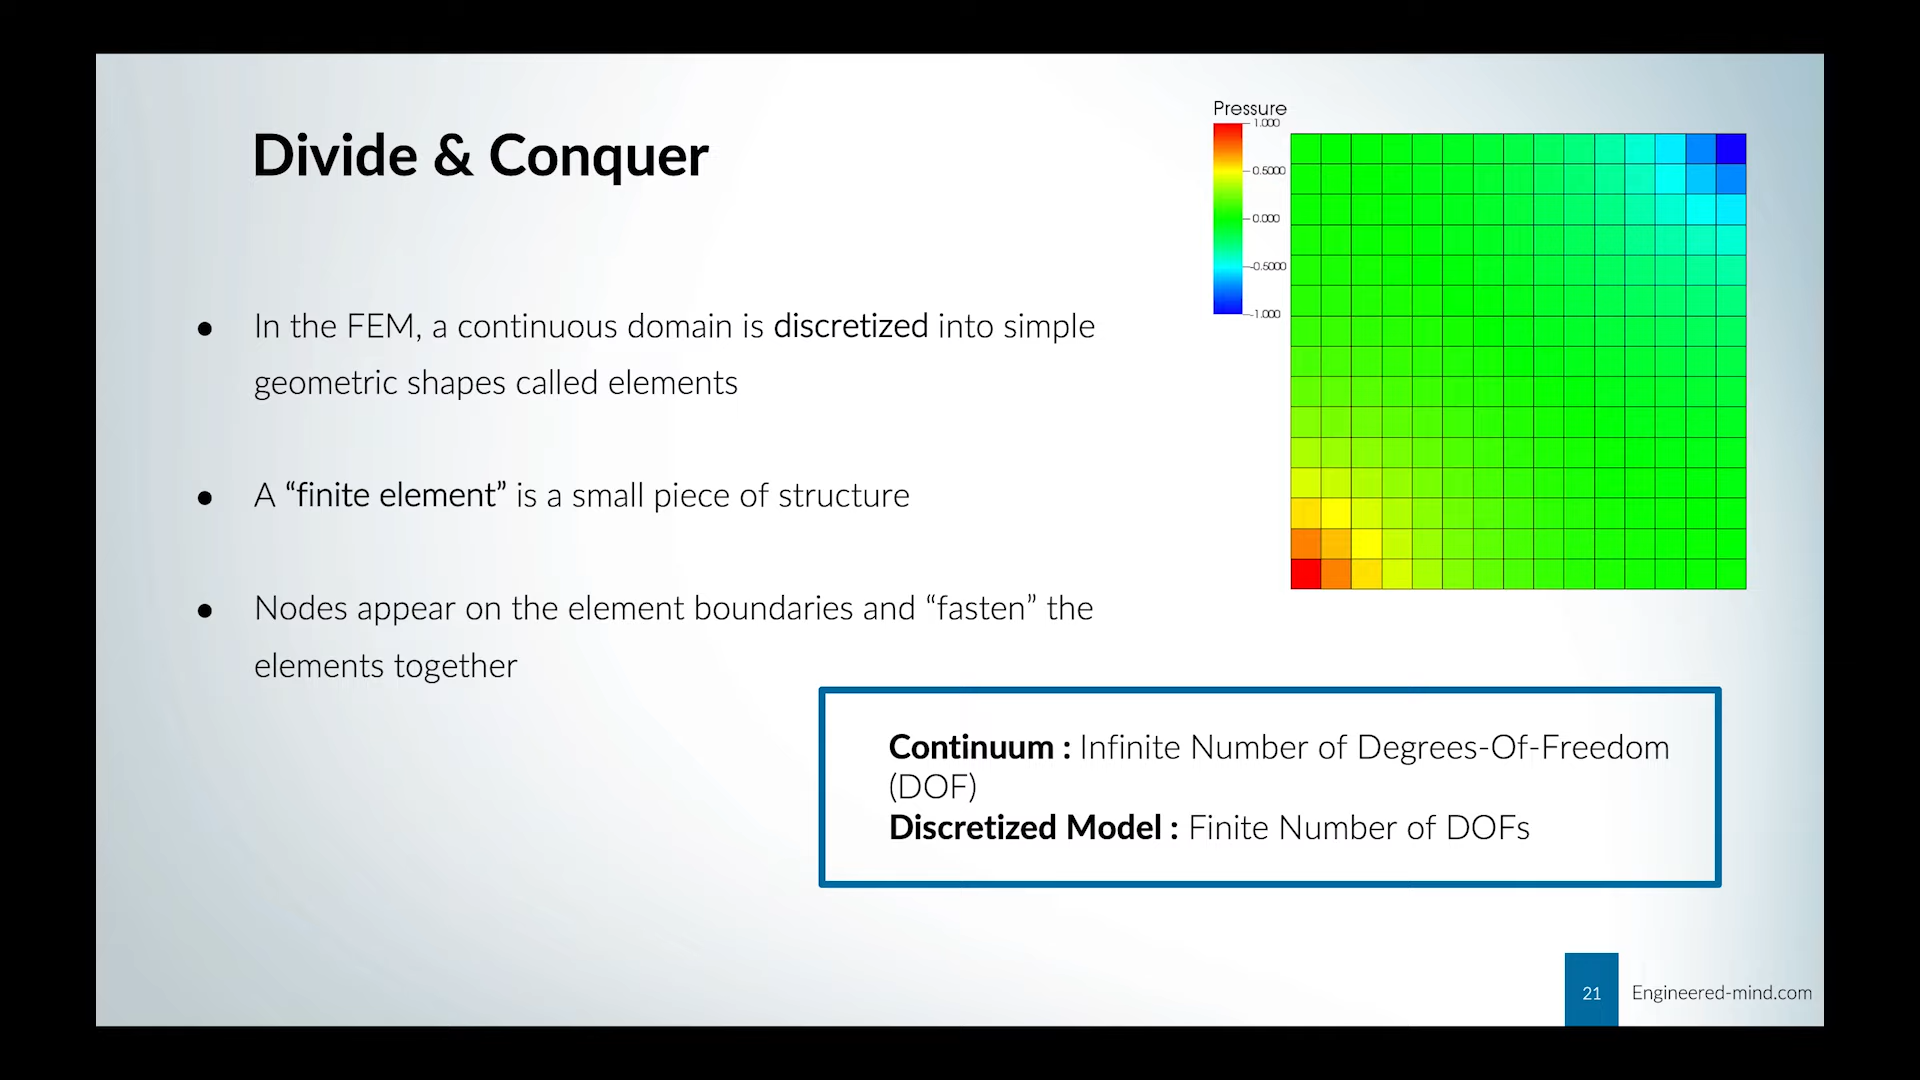 Divide & Conquer
● In the FEM, a continuous domain is discretized into simple
geometric shapes called elements
● A “finite element” is a small piece of structure
● Nodes appear on the element boundaries and “fasten” the
elements together
Pressure
1.000
0.5000
0.000
-0.5000
-1.000
Continuum : Infinite Number of Degrees-Of-Freedom
(DOF)
Discretized Model : Finite Number of DOFs
21
Engineered-mind.com